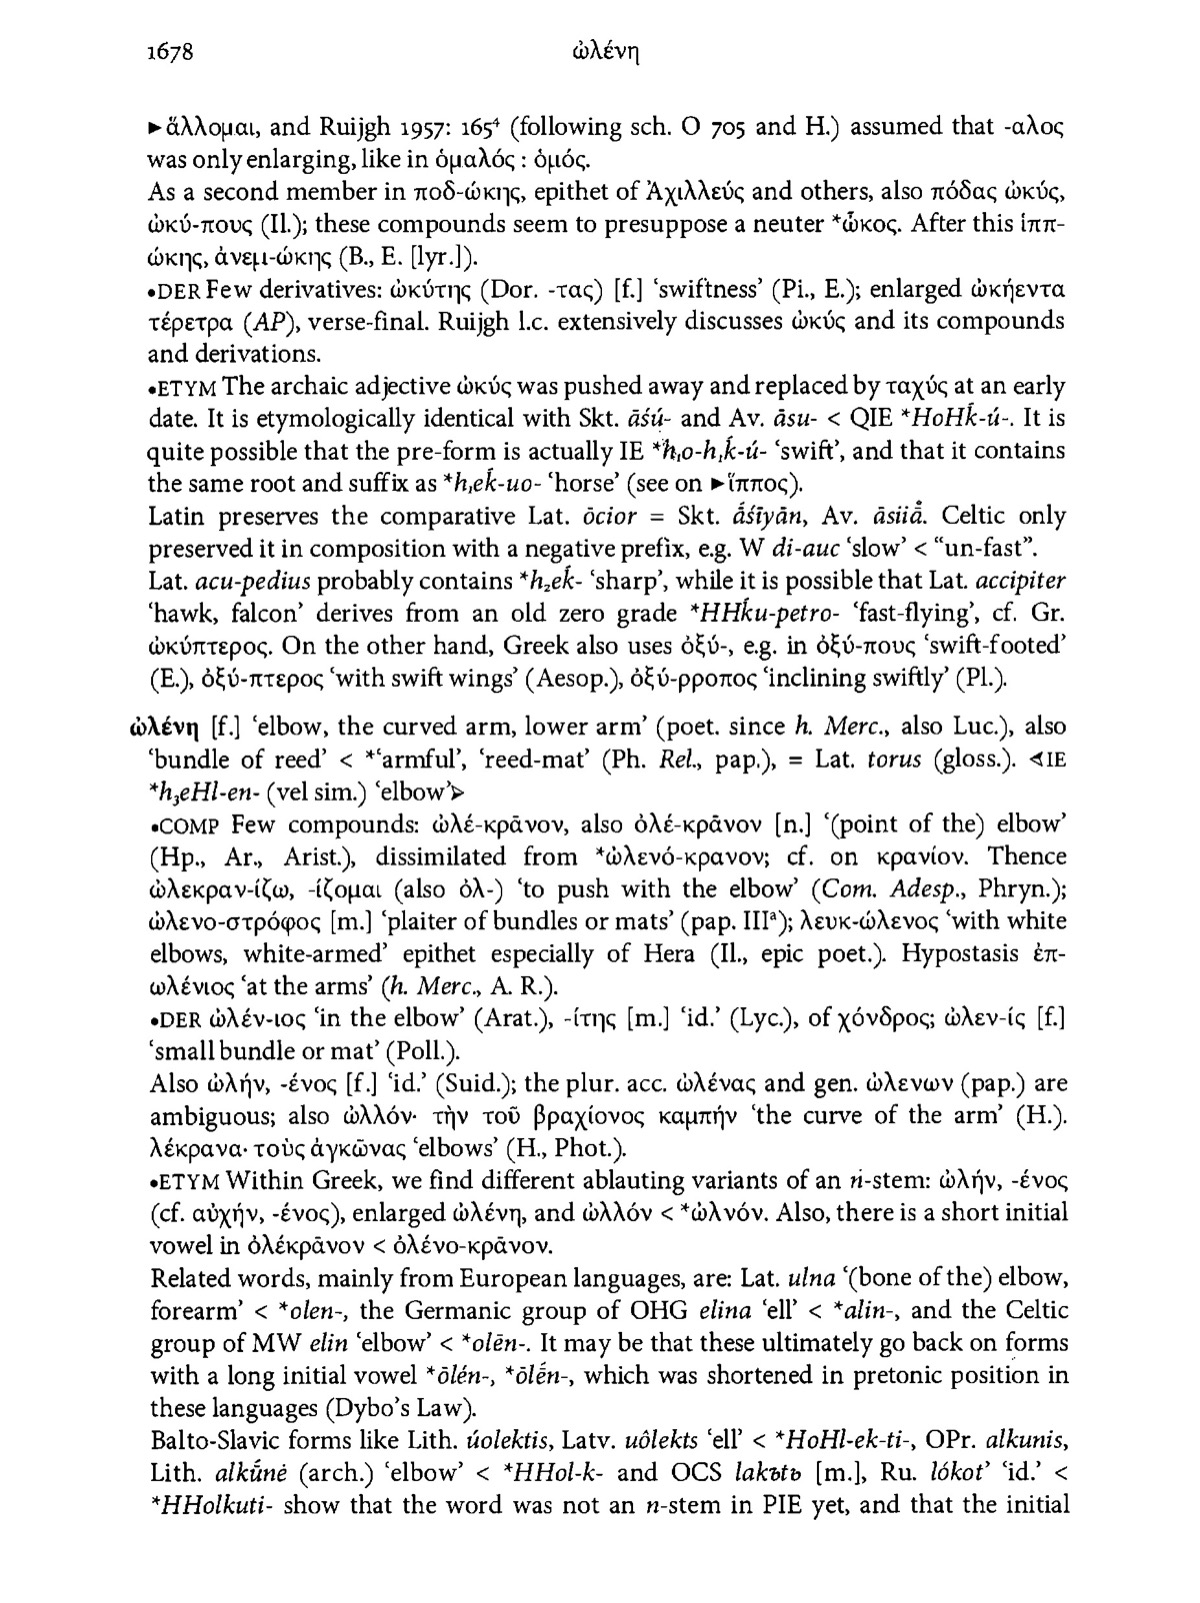 1678 ὠλένη
►ἅλλομαι, and Ruijgh 1957: 165⁴ (following sch. O 705 and H.) assumed that -αλος
was only enlarging, like in ὁμαλός : ὁμός.
As a second member in ποδ-ώκης, epithet of Ἀχιλλεύς and others, also πόδας ὠκύς,
ὠκύ-πους (Il.); these compounds seem to presuppose a neuter *ὦκος. After this ἱππ-
ώκης, ἀνεμ-ώκης (B., E. [lyr.]).
•DER Few derivatives: ὠκύτης (Dor. -τας) [f.] ‘swiftness’ (Pi., E.); enlarged ὠκήεντα
τέρετρα (AP), verse-final. Ruijgh l.c. extensively discusses ὠκύς and its compounds
and derivations.
•ETYM The archaic adjective ὠκύς was pushed away and replaced by ταχύς at an early
date. It is etymologically identical with Skt. āśú- and Av. āsu- < QIE *HoHḱ-ú-. It is
quite possible that the pre-form is actually IE *h₁o-h₁ḱ-ú- ‘swift’, and that it contains
the same root and suffix as *h₁eḱ-uo- ‘horse’ (see on ►ἵππος).
Latin preserves the comparative Lat. ōcior = Skt. ā́śīyān, Av. āsiiā̊. Celtic only
preserved it in composition with a negative prefix, e.g. W di-auc ‘slow’ < “un-fast”.
Lat. acu-pedius probably contains *h₂eḱ- ‘sharp’, while it is possible that Lat. accipiter
‘hawk, falcon’ derives from an old zero grade *HHḱu-petro- ‘fast-flying’, cf. Gr.
ὠκύπτερος. On the other hand, Greek also uses ὀξύ-, e.g. in ὀξύ-πους ‘swift-footed’
(E.), ὀξύ-πτερος ‘with swift wings’ (Aesop.), ὀξύ-ρροπος ‘inclining swiftly’ (Pl.).
ὠλένη [f.] ‘elbow, the curved arm, lower arm’ (poet. since h. Merc., also Luc.), also
‘bundle of reed’ < *‘armful’, ‘reed-mat’ (Ph. Rel., pap.), = Lat. torus (gloss.). ⊲IE
*h₃eHl-en- (vel sim.) ‘elbow’⊳
•COMP Few compounds: ὠλέ-κρᾱνον, also ὀλέ-κρᾱνον [n.] ‘(point of the) elbow’
(Hp., Ar., Arist.), dissimilated from *ὠλενό-κρανον; cf. on κρανίον. Thence
ὠλεκραν-ίζω, -ίζομαι (also ὀλ-) ‘to push with the elbow’ (Com. Adesp., Phryn.);
ὠλενο-στρόφος [m.] ‘plaiter of bundles or mats’ (pap. IIIᵃ); λευκ-ώλενος ‘with white
elbows, white-armed’ epithet especially of Hera (Il., epic poet.). Hypostasis ἐπ-
ωλένιος ‘at the arms’ (h. Merc., A. R.).
•DER ὠλέν-ιος ‘in the elbow’ (Arat.), -ίτης [m.] ‘id.’ (Lyc.), of χόνδρος; ὠλεν-ίς [f.]
‘small bundle or mat’ (Poll.).
Also ὠλήν, -ένος [f.] ‘id.’ (Suid.); the plur. acc. ὠλένας and gen. ὠλενων (pap.) are
ambiguous; also ὠλλόν· τὴν τοῦ βραχίονος καμπήν ‘the curve of the arm’ (H.).
λέκρανα· τοὺς ἀγκῶνας ‘elbows’ (H., Phot.).
•ETYM Within Greek, we find different ablauting variants of an n-stem: ὠλήν, -ένος
(cf. αὐχήν, -ένος), enlarged ὠλένη, and ὠλλόν < *ὠλνόν. Also, there is a short initial
vowel in ὀλέκρᾱνον < ὀλένο-κρᾱνον.
Related words, mainly from European languages, are: Lat. ulna ‘(bone of the) elbow,
forearm’ < *olen-, the Germanic group of OHG elina ‘ell’ < *alin-, and the Celtic
group of MW elin ‘elbow’ < *olēn-. It may be that these ultimately go back on forms
with a long initial vowel *ōlén-, *ōlḗn-, which was shortened in pretonic position in
these languages (Dybo’s Law).
Balto-Slavic forms like Lith. úolektis, Latv. uôlekts ‘ell’ < *HoHl-ek-ti-, OPr. alkunis,
Lith. alkū́nė (arch.) ‘elbow’ < *HHol-k- and OCS lakъtь [m.], Ru. lókot’ ‘id.’ <
*HHolkuti- show that the word was not an n-stem in PIE yet, and that the initial